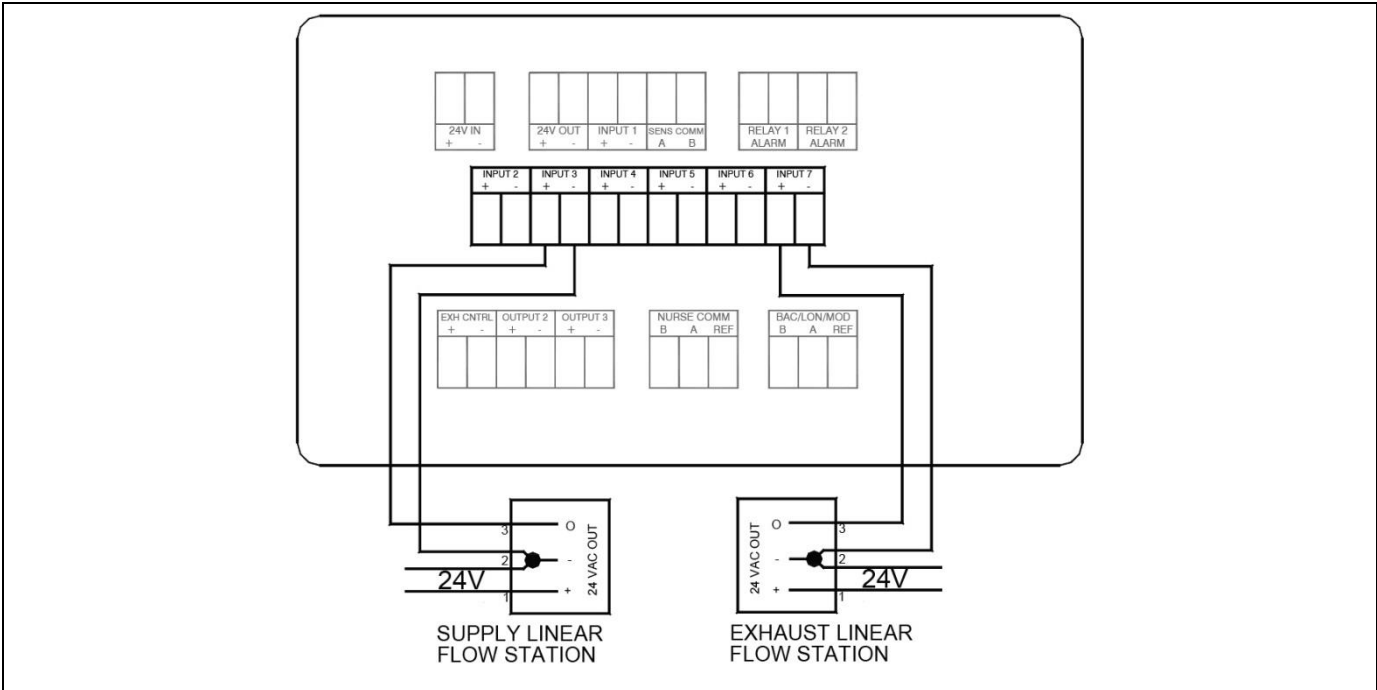 24V IN
+ -
24V OUT INPUT 1 SENS COMM
+ - + - A B
RELAY 1 RELAY 2
ALARM ALARM
INPUT 2 INPUT 3 INPUT 4 INPUT 5 INPUT 6 INPUT 7
+ - + - + - + - + - + -
EXH CNTRL OUTPUT 2 OUTPUT 3
+ - + - + -
NURSE COMM
B A REF
BAC/LON/MOD
B A REF
3 O
2 -
24V
1 +
24 VAC OUT
SUPPLY LINEAR
FLOW STATION
O 3
- 2
24V
+ 1
24 VAC OUT
EXHAUST LINEAR
FLOW STATION